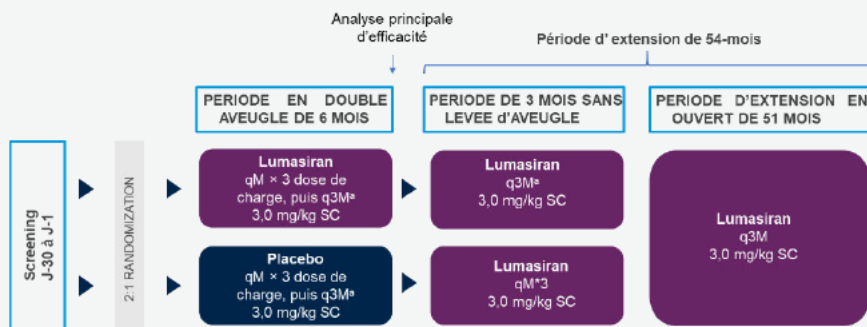 Analyse principale
d'efficacité
Période d' extension de 54-mois
PERIODE EN DOUBLE
AVEUGLE DE 6 MOIS
PERIODE DE 3 MOIS SANS
LEVEE d'AVEUGLE
PERIODE D'EXTENSION EN
OUVERT DE 51 MOIS
Screening
J-30 à J-1
2:1 RANDOMIZATION
Lumasiran
qM × 3 dose de
charge, puis q3Mª
3,0 mg/kg SC
Lumasiran
q3Mª
3,0 mg/kg SC
Lumasiran
q3M
3,0 mg/kg SC
Placebo
qM × 3 dose de
charge, puis q3Mª
3,0 mg/kg SC
Lumasiran
qM*3
3,0 mg/kg SC